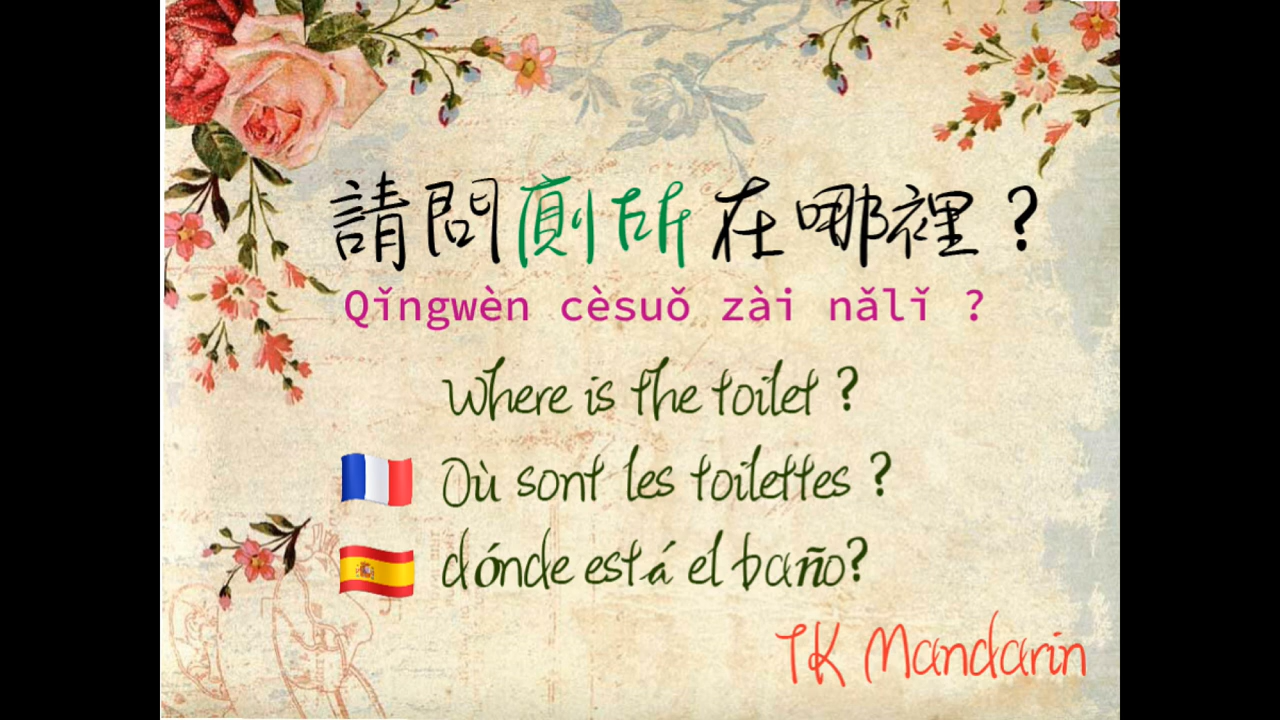 請問廁所在哪裡？
Qǐngwèn cèsuǒ zài nǎlǐ ?
Where is the toilet ?
Où sont les toilettes ?
dónde está el baño?
TK Mandarin